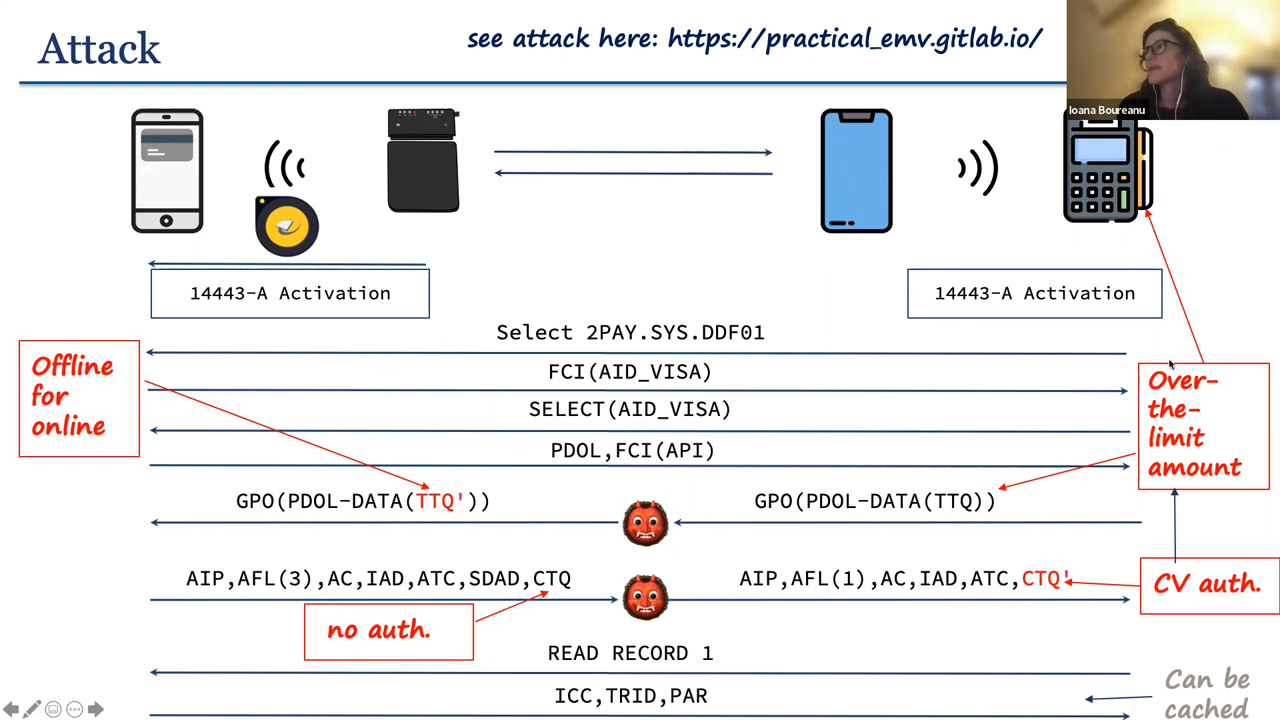 Attack
see attack here: https://practical_emv.gitlab.io/
Ioana Boureanu
14443-A Activation
14443-A Activation
Select 2PAY.SYS.DDF01
Offline
for
online
FCI(AID_VISA)
SELECT(AID_VISA)
PDOL,FCI(API)
Over-
the-
limit
amount
GPO(PDOL-DATA(TTQ'))
GPO(PDOL-DATA(TTQ))
AIP,AFL(3),AC,IAD,ATC,SDAD,CTQ
AIP,AFL(1),AC,IAD,ATC,CTQ'
CV auth.
no auth.
READ RECORD 1
ICC,TRID,PAR
Can be
cached